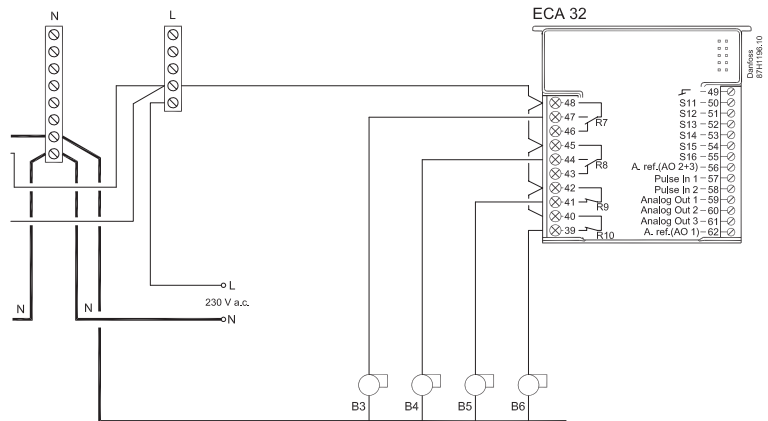 N
L
ECA 32
Danfoss
87H1196.10
48
47
46
R7
45
44
43
R8
42
41
R9
40
39
R10
49
S11 – 50
S12 – 51
S13 – 52
S14 – 53
S15 – 54
S16 – 55
A. ref.(AO 2+3) – 56
Pulse In 1 – 57
Pulse In 2 – 58
Analog Out 1 – 59
Analog Out 2 – 60
Analog Out 3 – 61
A. ref.(AO 1) – 62
L
230 V a.c.
N
N
N
B3
B4
B5
B6